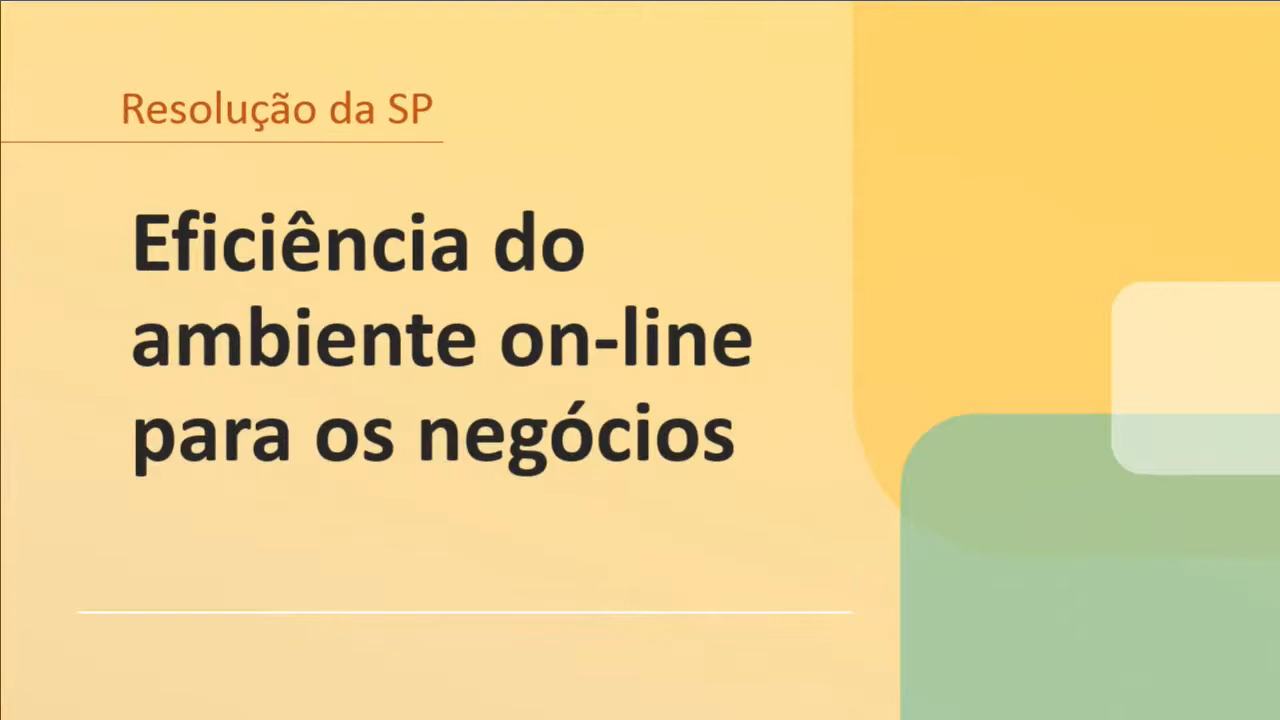 Resolução da SP
Eficiência do
ambiente on-line
para os negócios